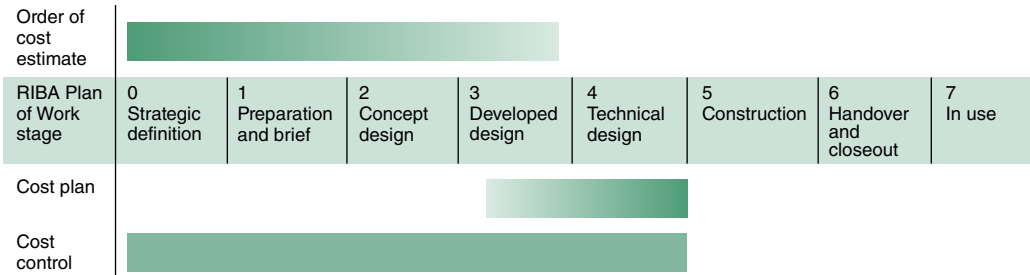 Order of
cost
estimate
RIBA Plan
of Work
stage
0
Strategic
definition
1
Preparation
and brief
2
Concept
design
3
Developed
design
4
Technical
design
5
Construction
6
Handover
and
closeout
7
In use
Cost plan
Cost
control